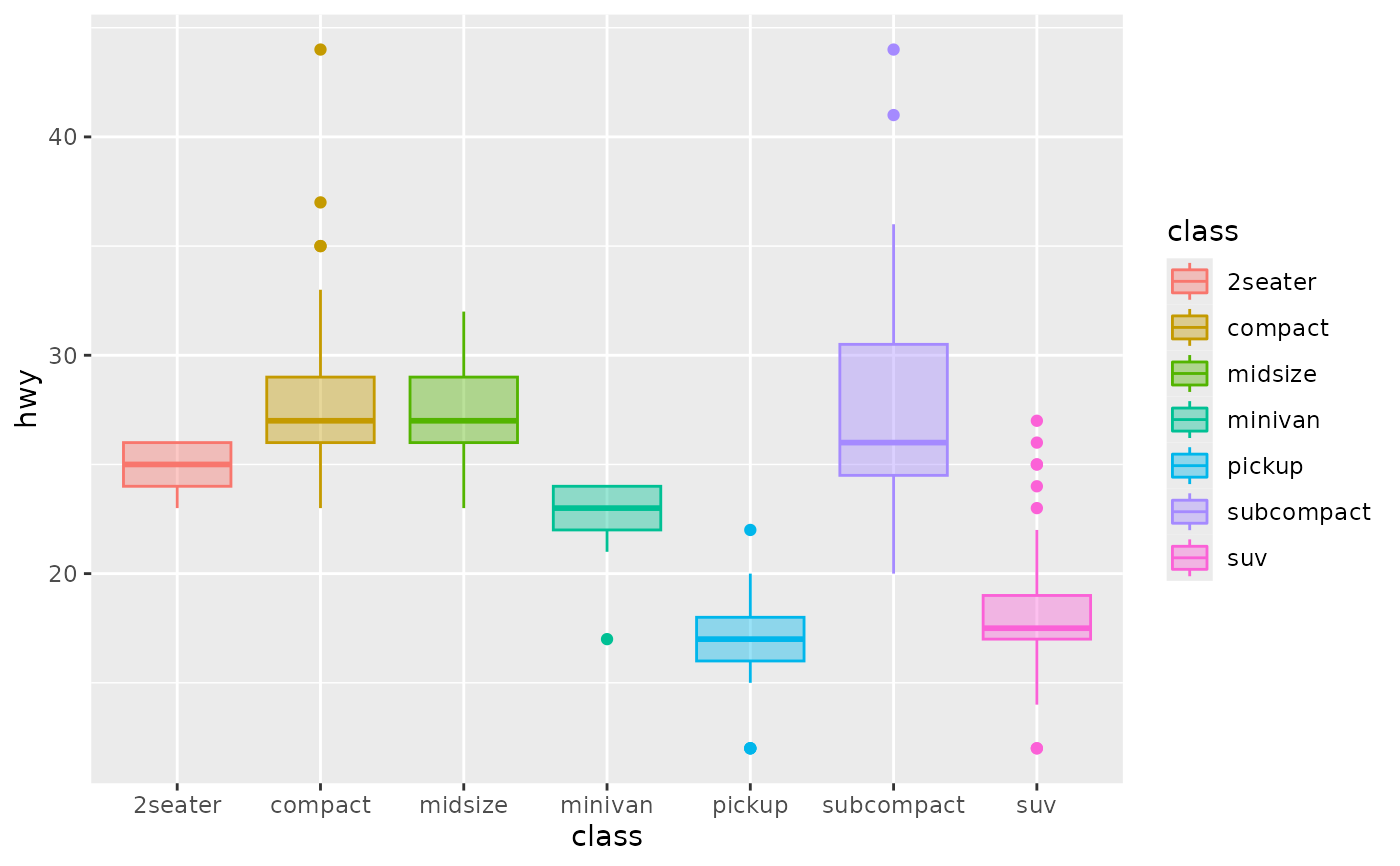 hwy
40
30
20
2seater compact midsize minivan pickup subcompact suv
class
class
2seater
compact
midsize
minivan
pickup
subcompact
suv